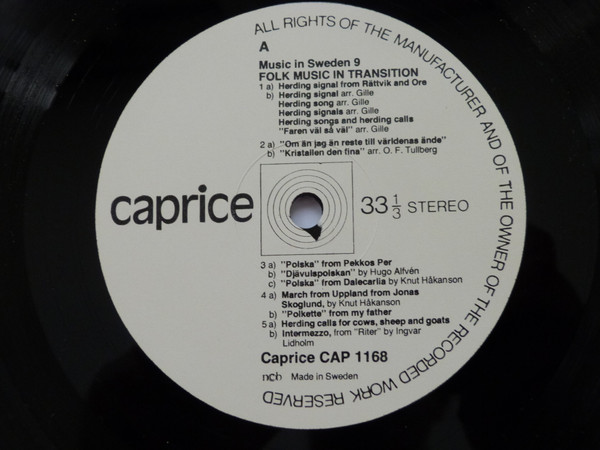 ALL RIGHTS OF THE MANUFACTURER AND OF THE OWNER OF THE RECORDED WORK RESERVED
A
Music in Sweden 9
FOLK MUSIC IN TRANSITION
1 a) Herding signal from Rättvik and Ore
b) Herding signal arr. Gille
Herding song arr. Gille
Herding signals arr. Gille
Herding songs and herding calls
"Faren väl så väl" arr. Gille
2 a) "Om än jag än reste till världenas ände"
b) "Kristallen den fina" arr. O. F. Tullberg
caprice
33 1/3 STEREO
3 a) "Polska" from Pekkos Per
b) "Djävulspolskan" by Hugo Alfvén
c) "Polska" from Dalecarlia by Knut Håkanson
4 a) March from Uppland from Jonas
Skoglund, by Knut Håkanson
b) "Polkette" from my father
5 a) Herding calls for cows, sheep and goats
b) Intermezzo, from "Riter" by Ingvar
Lidholm
Caprice CAP 1168
ncb Made in Sweden